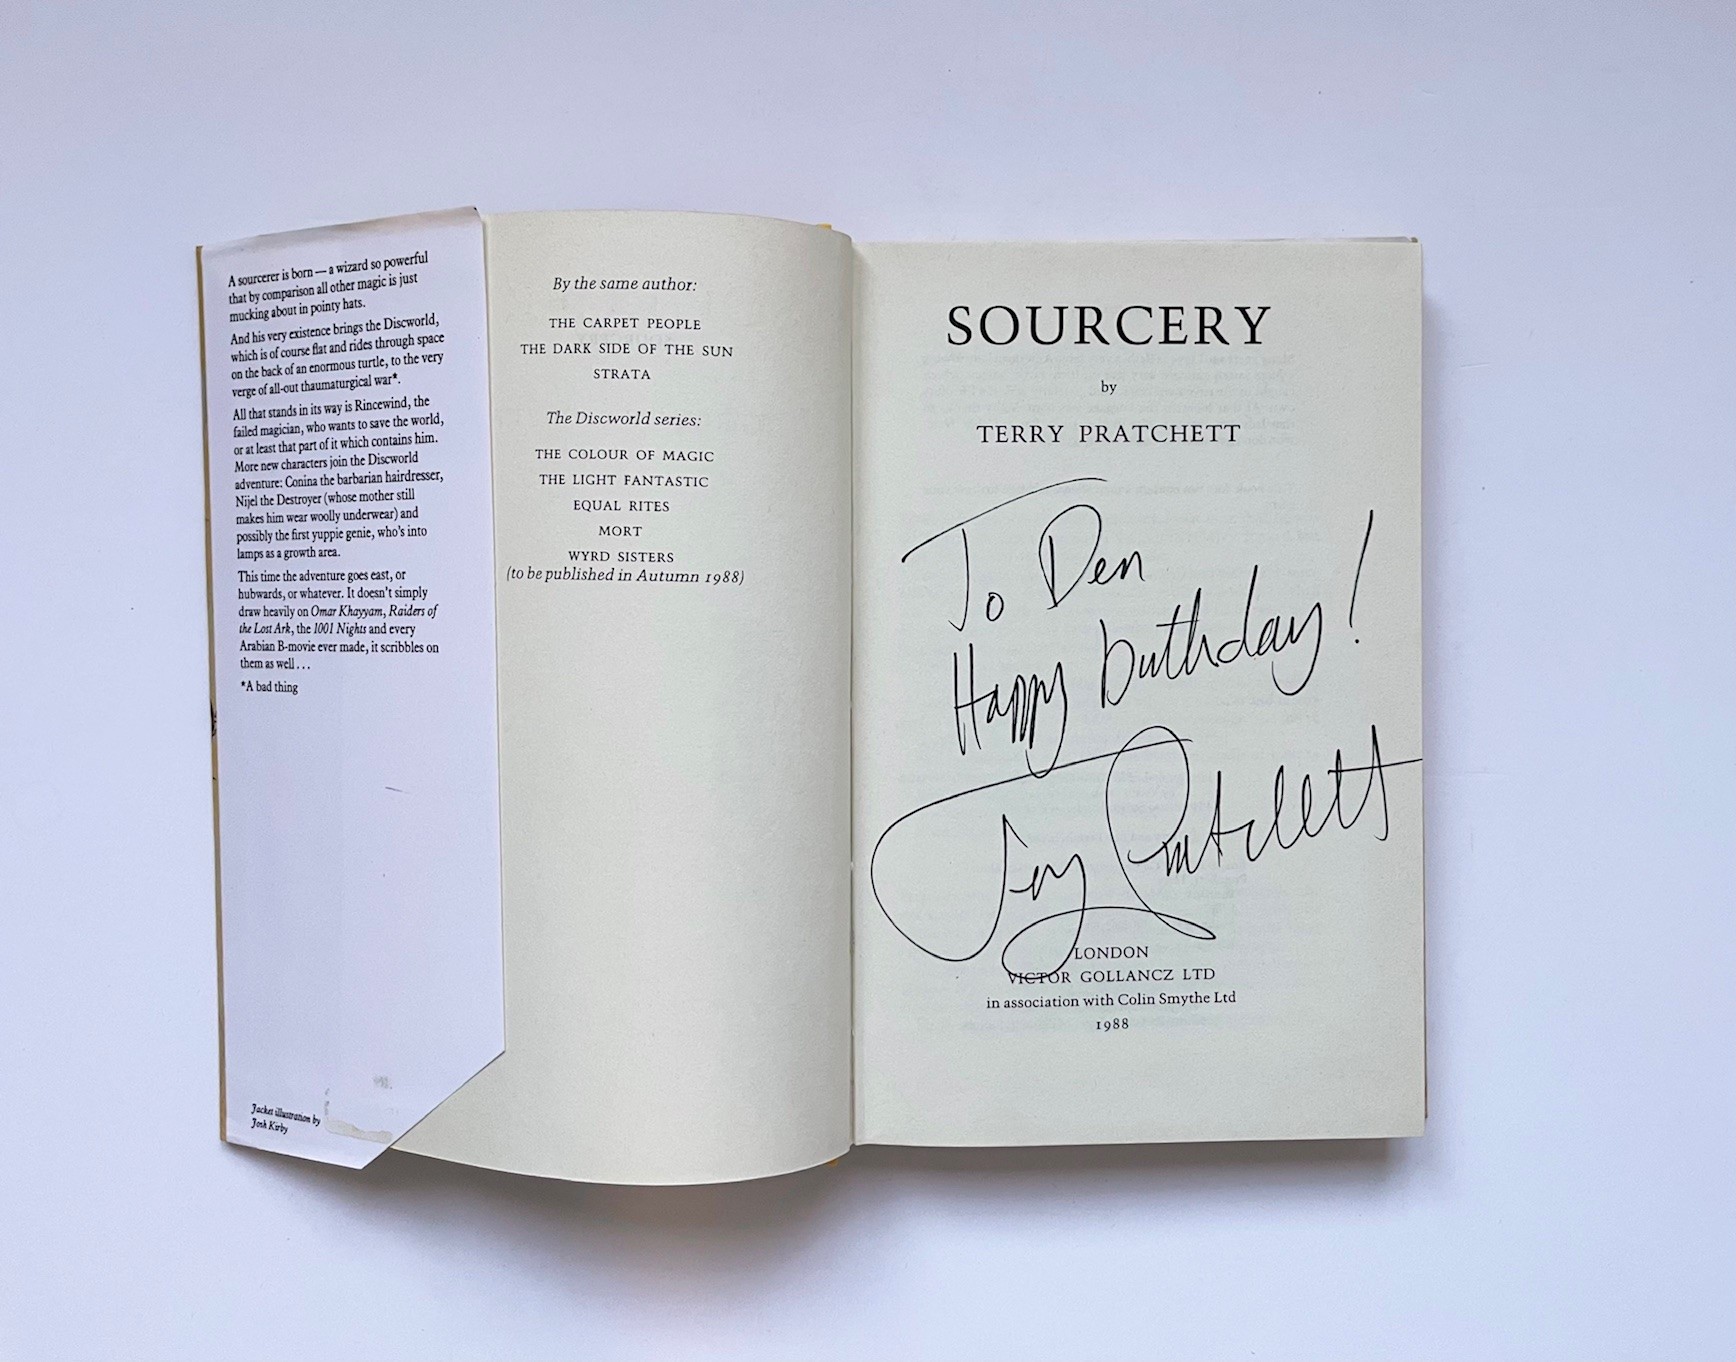 A sourcerer is born — a wizard so powerful
that by comparison all other magic is just
mucking about in pointy hats.
And his very existence brings the Discworld,
which is of course flat and rides through space
on the back of an enormous turtle, to the very
verge of all-out thaumaturgical war*.
All that stands in its way is Rincewind, the
failed magician, who wants to save the world,
or at least that part of it which contains him.
More new characters join the Discworld
adventure: Conina the barbarian hairdresser,
Nijel the Destroyer (whose mother still
makes him wear woolly underwear) and
possibly the first yuppie genie, who's into
lamps as a growth area.
This time the adventure goes east, or
hubwards, or whatever. It doesn't simply
draw heavily on Omar Khayyam, Raiders of
the Lost Ark, the 1001 Nights and every
Arabian B-movie ever made, it scribbles on
them as well . . .
*A bad thing
Jacket illustration by
Josh Kirby
By the same author:
THE CARPET PEOPLE
THE DARK SIDE OF THE SUN
STRATA
The Discworld series:
THE COLOUR OF MAGIC
THE LIGHT FANTASTIC
EQUAL RITES
MORT
WYRD SISTERS
(to be published in Autumn 1988)
SOURCERY
by
TERRY PRATCHETT
To Den
Happy birthday!
Terry Pratchett
LONDON
VICTOR GOLLANCZ LTD
in association with Colin Smythe Ltd
1988